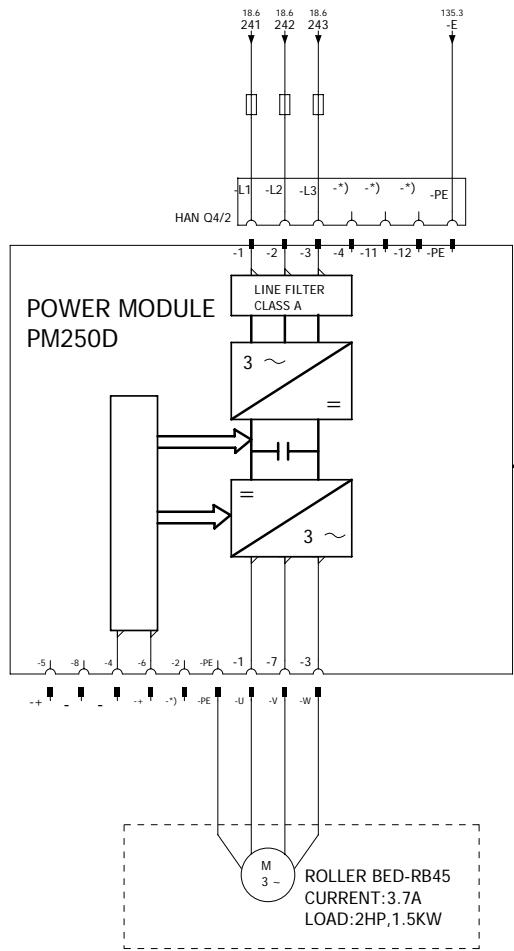 18.6 18.6 18.6 135.3
241 242 243 -E
-L1 -L2 -L3 -*) -*) -*) -PE
HAN Q4/2
-1 -2 -3 -4 -11 -12 -PE
LINE FILTER
CLASS A
POWER MODULE
PM250D
3 ~
=
=
3 ~
-5 -8 -4 -6 -2 -PE -1 -7 -3
-+ - - -+ -*) -PE -U -V -W
M
3 ~
ROLLER BED-RB45
CURRENT:3.7A
LOAD:2HP,1.5KW